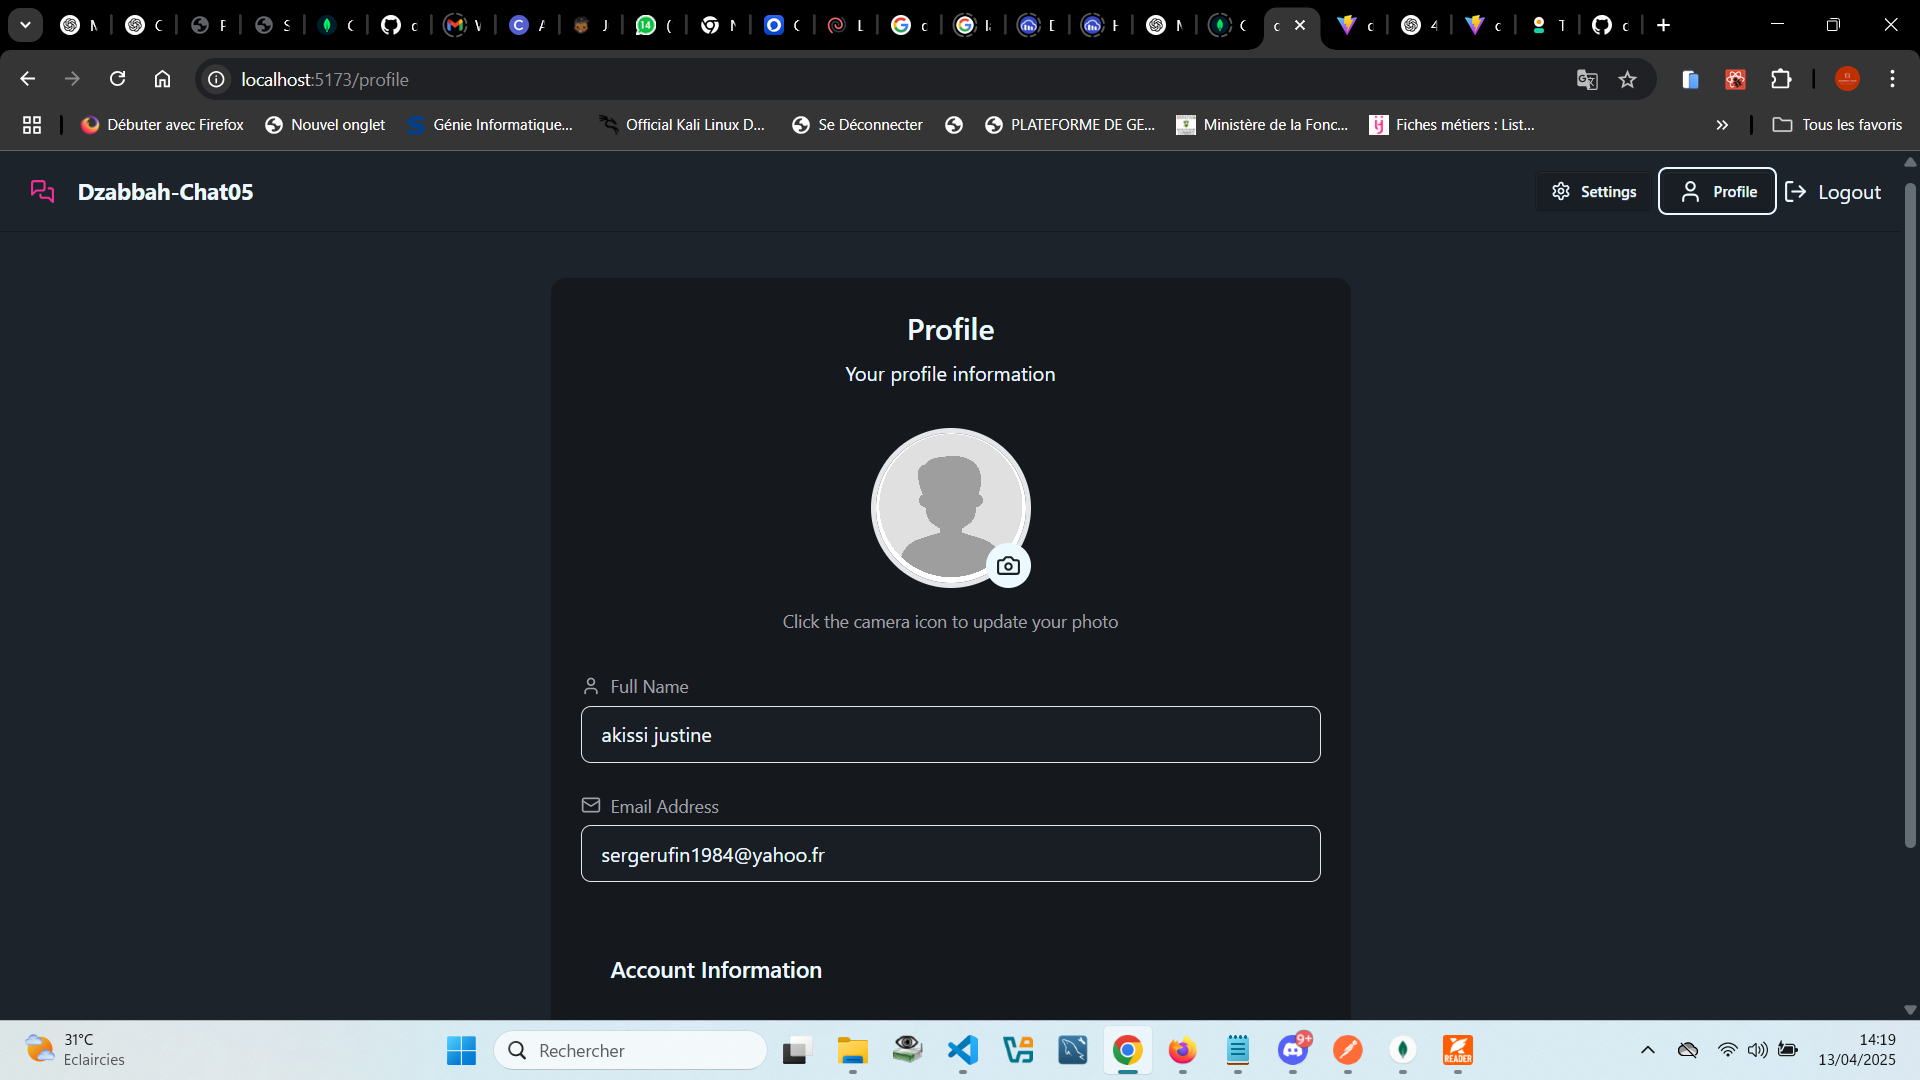 localhost:5173/profile
Débuter avec Firefox
Nouvel onglet
Génie Informatique...
Official Kali Linux D...
Se Déconnecter
PLATEFORME DE GE...
Ministère de la Fonc...
Fiches métiers : List...
Tous les favoris
Dzabbah-Chat05
Settings
Profile
Logout
Profile
Your profile information
Click the camera icon to update your photo
Full Name
akissi justine
Email Address
sergerufin1984@yahoo.fr
Account Information
31°C
Eclaircies
Rechercher
9+
READER
14:19
13/04/2025